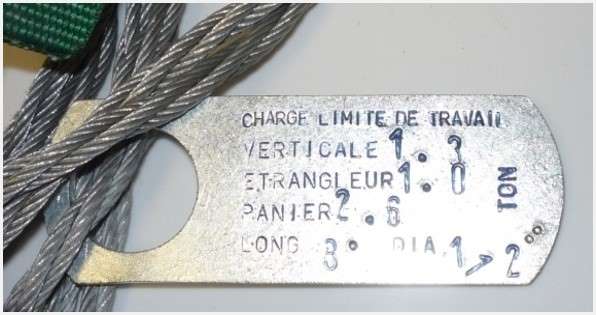 CHARGE LIMITE DE TRAVAIL
VERTICALE 1.3
ETRANGLEUR 1.0
PANIER 2.6
LONG 3° DIA. 1/2"
TON